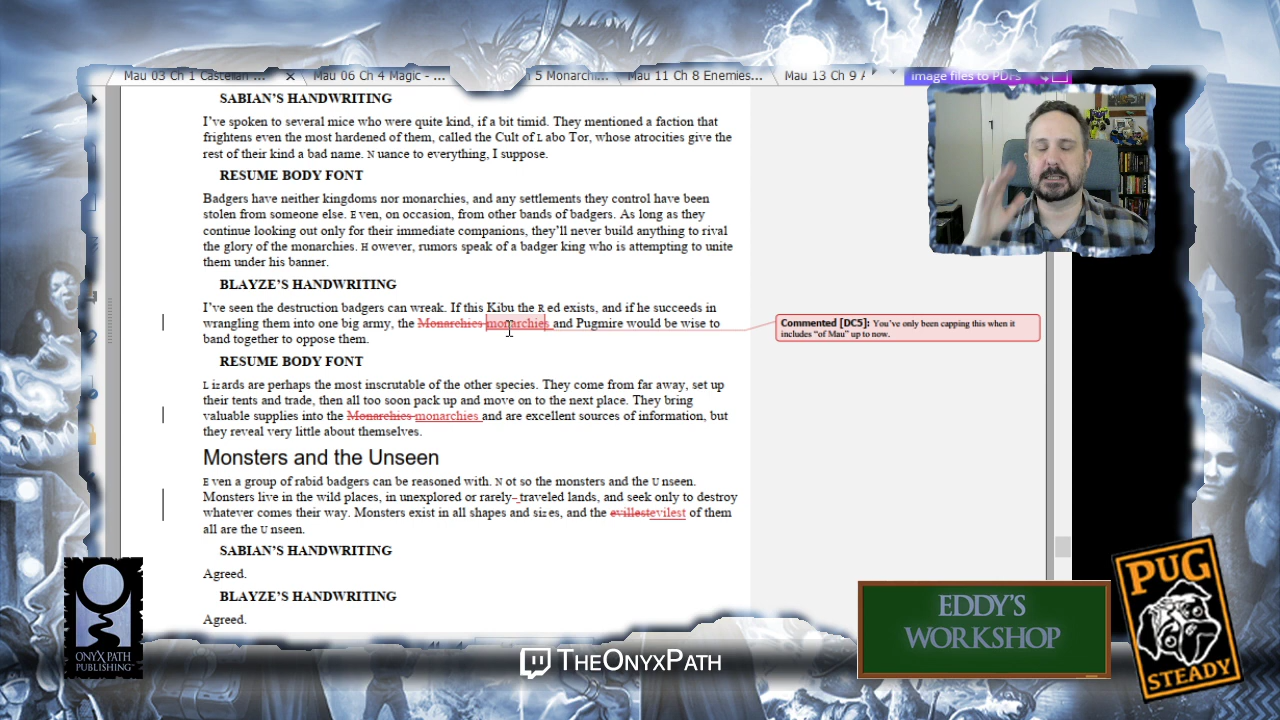 Mau 03 Ch 1 Castellan ...
Mau 06 Ch 4 Magic - ...
5 Monarchi...
Mau 11 Ch 8 Enemies...
Mau 13 Ch 9
image files to PDFs
SABIAN'S HANDWRITING
I've spoken to several mice who were quite kind, if a bit timid. They mentioned a faction that
frightens even the most hardened of them, called the Cult of L abo Tor, whose atrocities give the
rest of their kind a bad name. N uance to everything, I suppose.
RESUME BODY FONT
Badgers have neither kingdoms nor monarchies, and any settlements they control have been
stolen from someone else. E ven, on occasion, from other bands of badgers. As long as they
continue looking out only for their immediate companions, they'll never build anything to rival
the glory of the monarchies. H owever, rumors speak of a badger king who is attempting to unite
them under his banner.
BLAYZE'S HANDWRITING
I've seen the destruction badgers can wreak. If this Kibu the R ed exists, and if he succeeds in
wrangling them into one big army, the Monarchies monarchies and Pugmire would be wise to
band together to oppose them.
Commented [DC5]: You've only been capping this when it
includes "of Mau" up to now.
RESUME BODY FONT
L izards are perhaps the most inscrutable of the other species. They come from far away, set up
their tents and trade, then all too soon pack up and move on to the next place. They bring
valuable supplies into the Monarchies monarchies and are excellent sources of information, but
they reveal very little about themselves.
Monsters and the Unseen
E ven a group of rabid badgers can be reasoned with. N ot so the monsters and the U nseen.
Monsters live in the wild places, in unexplored or rarely- traveled lands, and seek only to destroy
whatever comes their way. Monsters exist in all shapes and sizes, and the evillestevilest of them
all are the U nseen.
SABIAN'S HANDWRITING
Agreed.
BLAYZE'S HANDWRITING
Agreed.
ONYX PATH
PUBLISHING™
THEONYXPATH
EDDY'S
WORKSHOP
PUG
STEADY